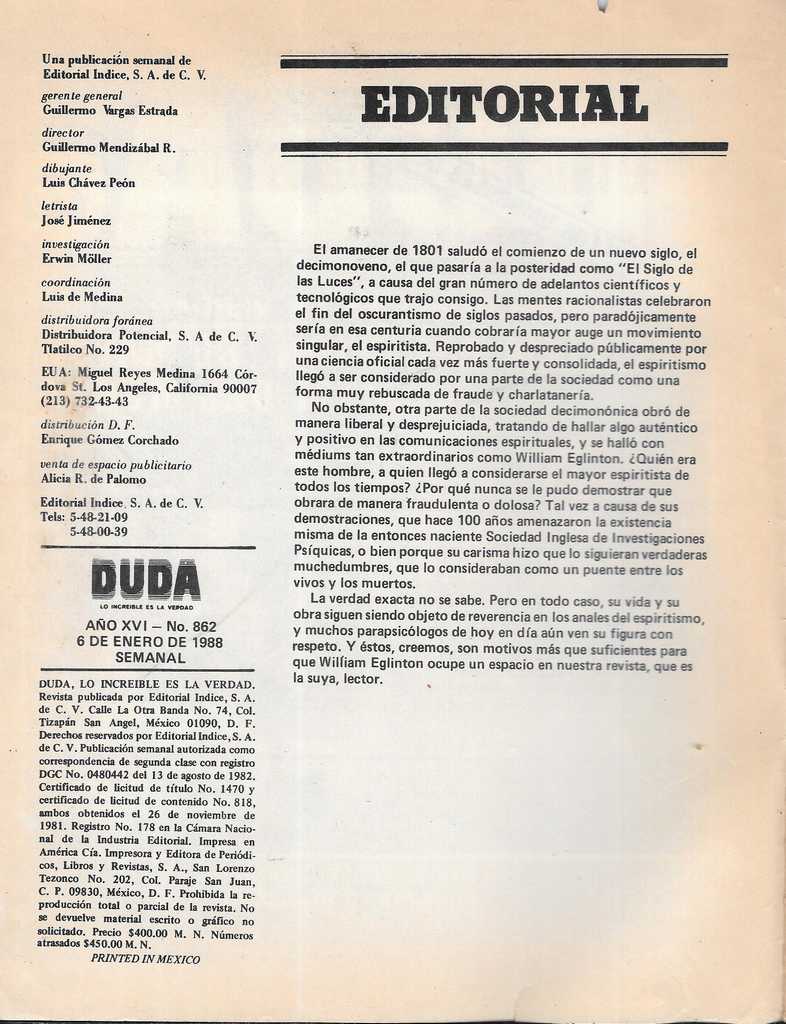 Una publicación semanal de
Editorial Indice, S. A. de C. V.
gerente general
Guillermo Vargas Estrada
director
Guillermo Mendizábal R.
dibujante
Luis Chávez Peón
letrista
José Jiménez
investigación
Erwin Möller
coordinación
Luis de Medina
distribuidora foránea
Distribuidora Potencial, S. A de C. V.
Tlatilco No. 229
EUA: Miguel Reyes Medina 1664 Cór-
dova St. Los Angeles, California 90007
(213) 732-43-43
distribución D. F.
Enrique Gómez Corchado
venta de espacio publicitario
Alicia R. de Palomo
Editorial Indice, S. A. de C. V.
Tels: 5-48-21-09
5-48-00-39
DUDA
LO INCREIBLE ES LA VERDAD
AÑO XVI – No. 862
6 DE ENERO DE 1988
SEMANAL
DUDA, LO INCREIBLE ES LA VERDAD.
Revista publicada por Editorial Indice, S. A.
de C. V. Calle La Otra Banda No. 74, Col.
Tizapán San Angel, México 01090, D. F.
Derechos reservados por Editorial Indice, S. A.
de C. V. Publicación semanal autorizada como
correspondencia de segunda clase con registro
DGC No. 0480442 del 13 de agosto de 1982.
Certificado de licitud de título No. 1470 y
certificado de licitud de contenido No. 818,
ambos obtenidos el 26 de noviembre de
1981. Registro No. 178 en la Cámara Nacio-
nal de la Industria Editorial. Impresa en
América Cía. Impresora y Editora de Periódi-
cos, Libros y Revistas, S. A., San Lorenzo
Tezonco No. 202, Col. Paraje San Juan,
C. P. 09830, México, D. F. Prohibida la re-
producción total o parcial de la revista. No
se devuelve material escrito o gráfico no
solicitado. Precio $400.00 M. N. Números
atrasados $450.00 M. N.
PRINTED IN MEXICO
EDITORIAL
El amanecer de 1801 saludó el comienzo de un nuevo siglo, el
decimonoveno, el que pasaría a la posteridad como "El Siglo de
las Luces", a causa del gran número de adelantos científicos y
tecnológicos que trajo consigo. Las mentes racionalistas celebraron
el fin del oscurantismo de siglos pasados, pero paradójicamente
sería en esa centuria cuando cobraría mayor auge un movimiento
singular, el espiritista. Reprobado y despreciado públicamente por
una ciencia oficial cada vez más fuerte y consolidada, el espiritismo
llegó a ser considerado por una parte de la sociedad como una
forma muy rebuscada de fraude y charlatanería.
No obstante, otra parte de la sociedad decimonónica obró de
manera liberal y desprejuiciada, tratando de hallar algo auténtico
y positivo en las comunicaciones espirituales, y se halló con
médiums tan extraordinarios como William Eglinton. ¿Quién era
este hombre, a quien llegó a considerarse el mayor espiritista de
todos los tiempos? ¿Por qué nunca se le pudo demostrar que
obrara de manera fraudulenta o dolosa? Tal vez a causa de sus
demostraciones, que hace 100 años amenazaron la existencia
misma de la entonces naciente Sociedad Inglesa de Investigaciones
Psíquicas, o bien porque su carisma hizo que lo siguieran verdaderas
muchedumbres, que lo consideraban como un puente entre los
vivos y los muertos.
La verdad exacta no se sabe. Pero en todo caso, su vida y su
obra siguen siendo objeto de reverencia en los anales del espiritismo,
y muchos parapsicólogos de hoy en día aún ven su figura con
respeto. Y éstos, creemos, son motivos más que suficientes para
que William Eglinton ocupe un espacio en nuestra revista, que es
la suya, lector.